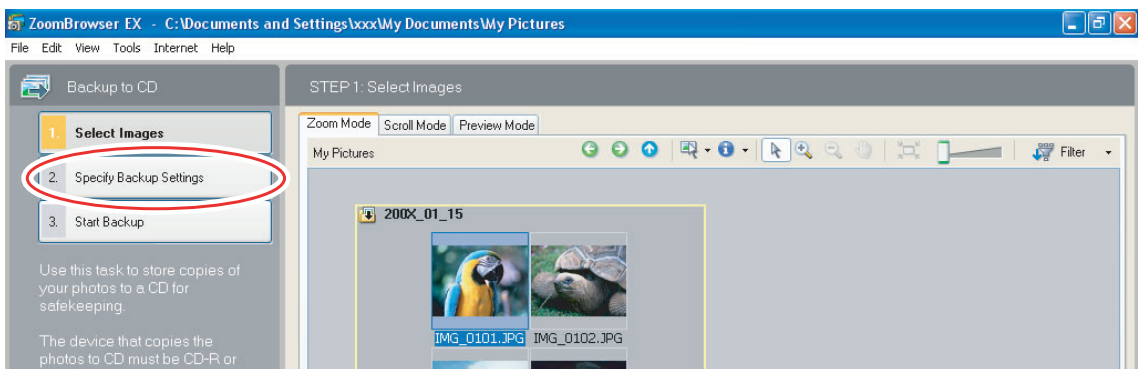 ZoomBrowser EX - C:\Documents and Settings\xxx\My Documents\My Pictures
File Edit View Tools Internet Help
Backup to CD
1. Select Images
2. Specify Backup Settings
3. Start Backup
Use this task to store copies of
your photos to a CD for
safekeeping.
The device that copies the
photos to CD must be CD-R or
STEP 1: Select Images
Zoom Mode Scroll Mode Preview Mode
My Pictures
Filter
200X_01_15
IMG_0101.JPG IMG_0102.JPG